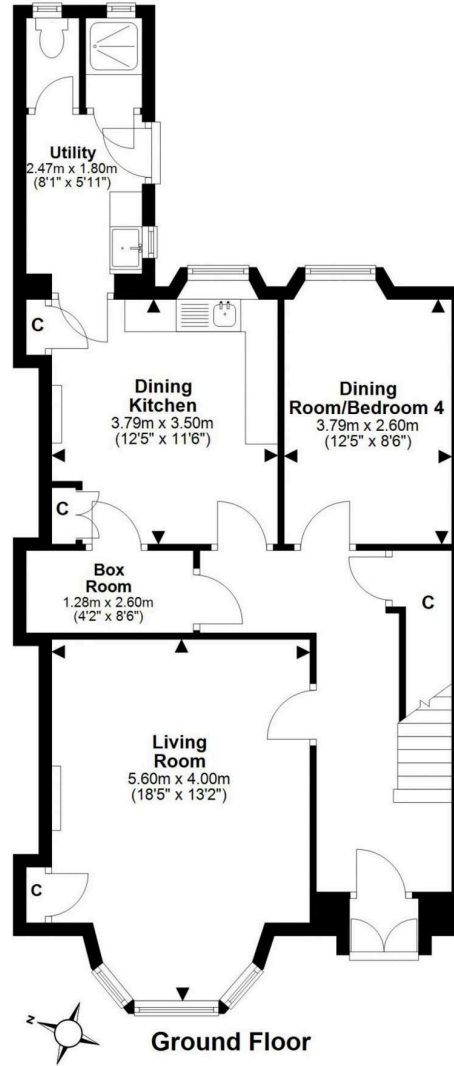 Utility
2.47m x 1.80m
(8'1" x 5'11")
C
Dining
Kitchen
3.79m x 3.50m
(12'5" x 11'6")
Dining
Room/Bedroom 4
3.79m x 2.60m
(12'5" x 8'6")
C
Box
Room
1.28m x 2.60m
(4'2" x 8'6")
C
Living
Room
5.60m x 4.00m
(18'5" x 13'2")
C
N
Ground Floor